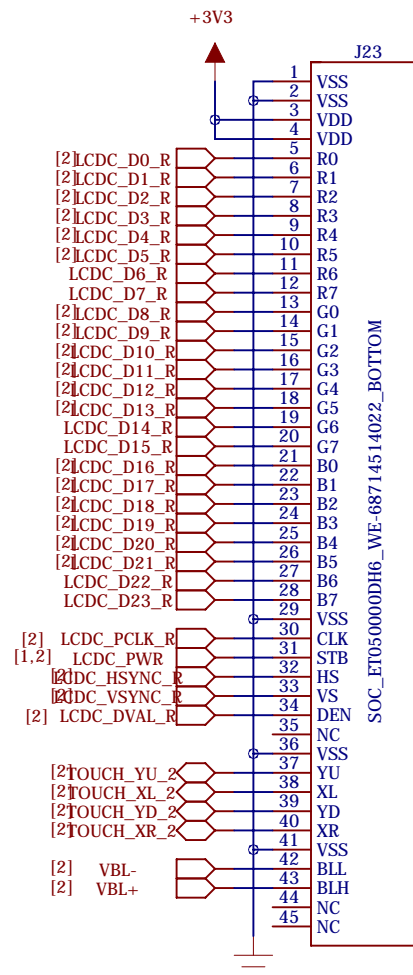 +3V3
J23
1 VSS
2 VSS
3 VDD
4 VDD
[2] LCDC_D0_R 5 R0
[2] LCDC_D1_R 6 R1
[2] LCDC_D2_R 7 R2
[2] LCDC_D3_R 8 R3
[2] LCDC_D4_R 9 R4
[2] LCDC_D5_R 10 R5
LCDC_D6_R 11 R6
LCDC_D7_R 12 R7
[2] LCDC_D8_R 13 G0
[2] LCDC_D9_R 14 G1
[2] LCDC_D10_R 15 G2
[2] LCDC_D11_R 16 G3
[2] LCDC_D12_R 17 G4
[2] LCDC_D13_R 18 G5
LCDC_D14_R 19 G6
LCDC_D15_R 20 G7
[2] LCDC_D16_R 21 B0
[2] LCDC_D17_R 22 B1
[2] LCDC_D18_R 23 B2
[2] LCDC_D19_R 24 B3
[2] LCDC_D20_R 25 B4
[2] LCDC_D21_R 26 B5
LCDC_D22_R 27 B6
LCDC_D23_R 28 B7
29 VSS
[2] LCDC_PCLK_R 30 CLK
[1,2] LCDC_PWR 31 STB
[2] LCDC_HSYNC_R 32 HS
[2] LCDC_VSYNC_R 33 VS
[2] LCDC_DVAL_R 34 DEN
35 NC
36 VSS
[2] TOUCH_YU_2 37 YU
[2] TOUCH_XL_2 38 XL
[2] TOUCH_YD_2 39 YD
[2] TOUCH_XR_2 40 XR
41 VSS
[2] VBL- 42 BLL
[2] VBL+ 43 BLH
44 NC
45 NC
SOC_ET050000DH6_WE-68714514022_BOTTOM